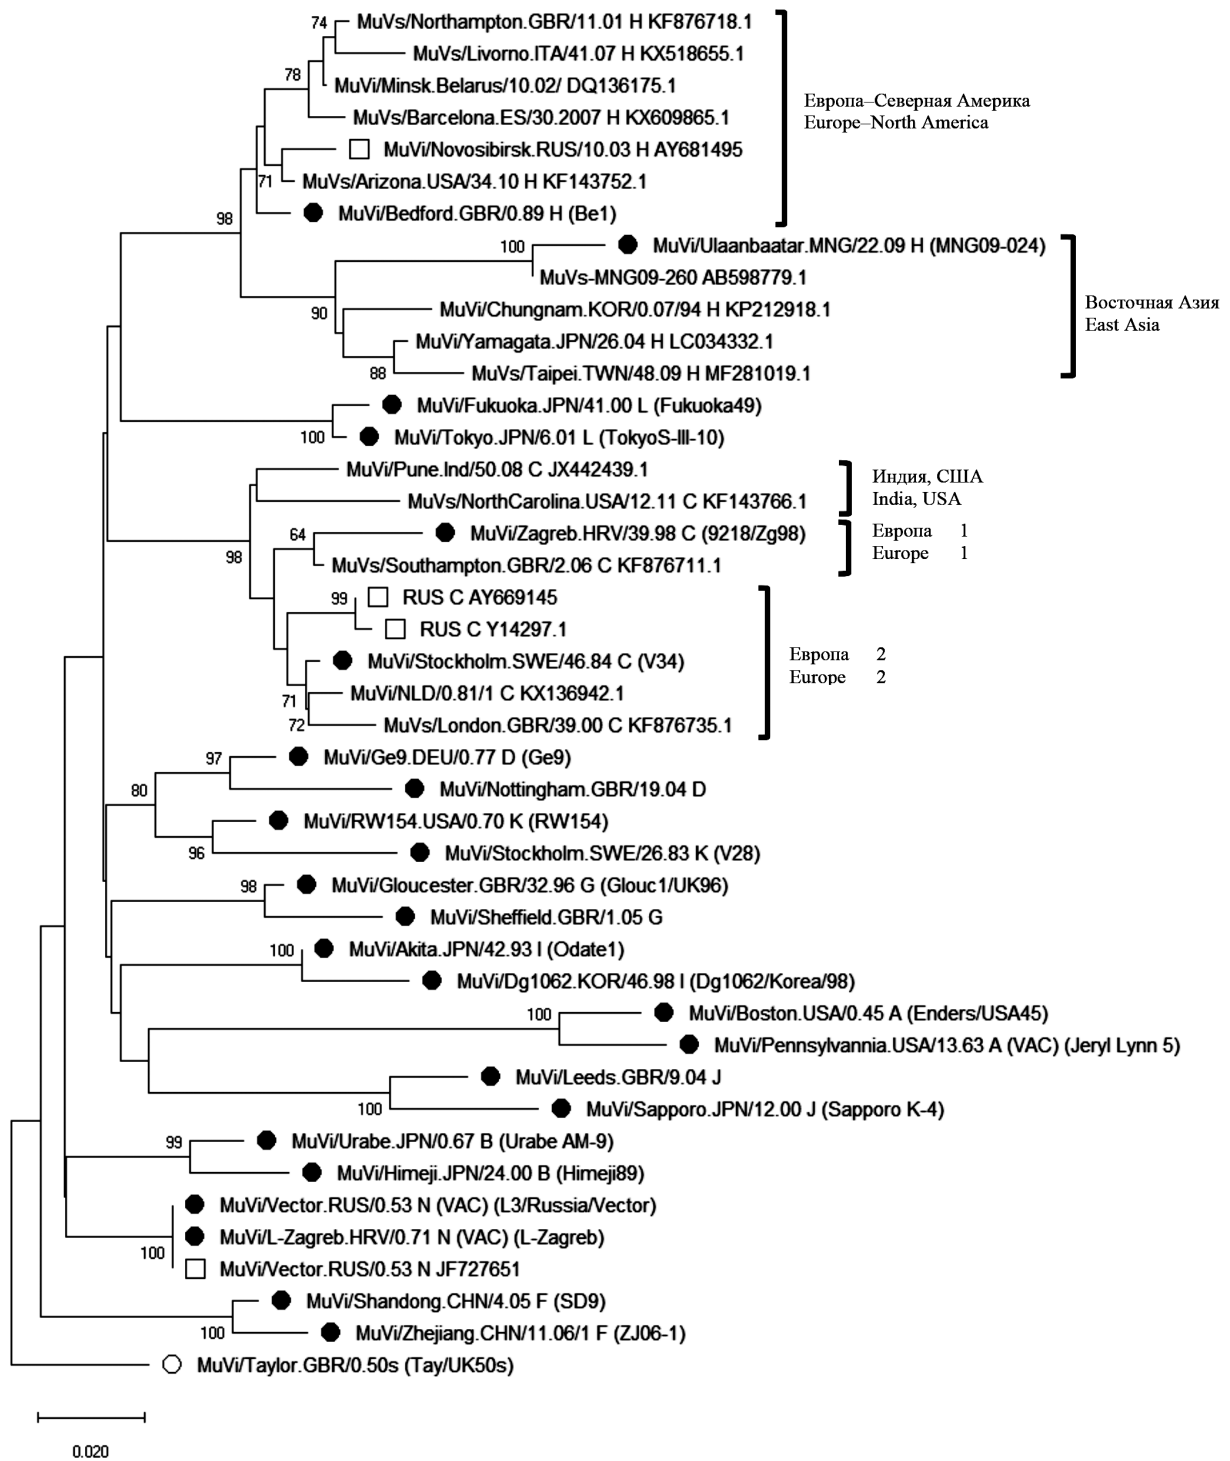 74
MuVs/Northampton.GBR/11.01 H KF876718.1
MuVs/Livorno.ITA/41.07 H KX518655.1
78
MuVi/Minsk.Belarus/10.02/ DQ136175.1
MuVs/Barcelona.ES/30.2007 H KX609865.1
MuVi/Novosibirsk.RUS/10.03 H AY681495
71
MuVs/Arizona.USA/34.10 H KF143752.1
MuVi/Bedford.GBR/0.89 H (Be1)
Европа–Северная Америка
Europe–North America
98
100
MuVi/Ulaanbaatar.MNG/22.09 H (MNG09-024)
MuVs-MNG09-260 AB598779.1
90
MuVi/Chungnam.KOR/0.07/94 H KP212918.1
MuVi/Yamagata.JPN/26.04 H LC034332.1
88
MuVs/Taipei.TWN/48.09 H MF281019.1
Восточная Азия
East Asia
MuVi/Fukuoka.JPN/41.00 L (Fukuoka49)
100
MuVi/Tokyo.JPN/6.01 L (TokyoS-III-10)
MuVi/Pune.Ind/50.08 C JX442439.1
MuVs/NorthCarolina.USA/12.11 C KF143766.1
Индия, США
India, USA
98
64
MuVi/Zagreb.HRV/39.98 C (9218/Zg98)
MuVs/Southampton.GBR/2.06 C KF876711.1
Европа 1
Europe 1
99
RUS C AY669145
RUS C Y14297.1
MuVi/Stockholm.SWE/46.84 C (V34)
71
MuVi/NLD/0.81/1 C KX136942.1
72
MuVs/London.GBR/39.00 C KF876735.1
Европа 2
Europe 2
97
MuVi/Ge9.DEU/0.77 D (Ge9)
MuVi/Nottingham.GBR/19.04 D
80
MuVi/RW154.USA/0.70 K (RW154)
96
MuVi/Stockholm.SWE/26.83 K (V28)
98
MuVi/Gloucester.GBR/32.96 G (Glouc1/UK96)
MuVi/Sheffield.GBR/1.05 G
100
MuVi/Akita.JPN/42.93 I (Odate1)
MuVi/Dg1062.KOR/46.98 I (Dg1062/Korea/98)
100
MuVi/Boston.USA/0.45 A (Enders/USA45)
MuVi/Pennsylvannia.USA/13.63 A (VAC) (Jeryl Lynn 5)
MuVi/Leeds.GBR/9.04 J
100
MuVi/Sapporo.JPN/12.00 J (Sapporo K-4)
99
MuVi/Urabe.JPN/0.67 B (Urabe AM-9)
MuVi/Himeji.JPN/24.00 B (Himeji89)
MuVi/Vector.RUS/0.53 N (VAC) (L3/Russia/Vector)
MuVi/L-Zagreb.HRV/0.71 N (VAC) (L-Zagreb)
100
MuVi/Vector.RUS/0.53 N JF727651
MuVi/Shandong.CHN/4.05 F (SD9)
100
MuVi/Zhejiang.CHN/11.06/1 F (ZJ06-1)
MuVi/Taylor.GBR/0.50s (Tay/UK50s)
0.020